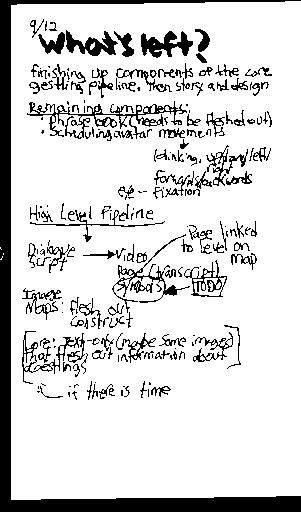 9/12
What's left?
finishing up components of the core
gestling pipeline, then story and design
Remaining components:
• Phrase book (needs to be fleshed out)
• scheduling avatar movements
(blinking, up/down/left/
right
forwards/backwards
eye - fixation
High Level Pipeline
Page linked
to level on
map
Dialogue → Video
Script
page (transcript)
Symbols ← TODO
Image
Maps: flesh out
construct
[Lore: text-only (maybe some images)
that flesh out information about
gestlings]
if there is time